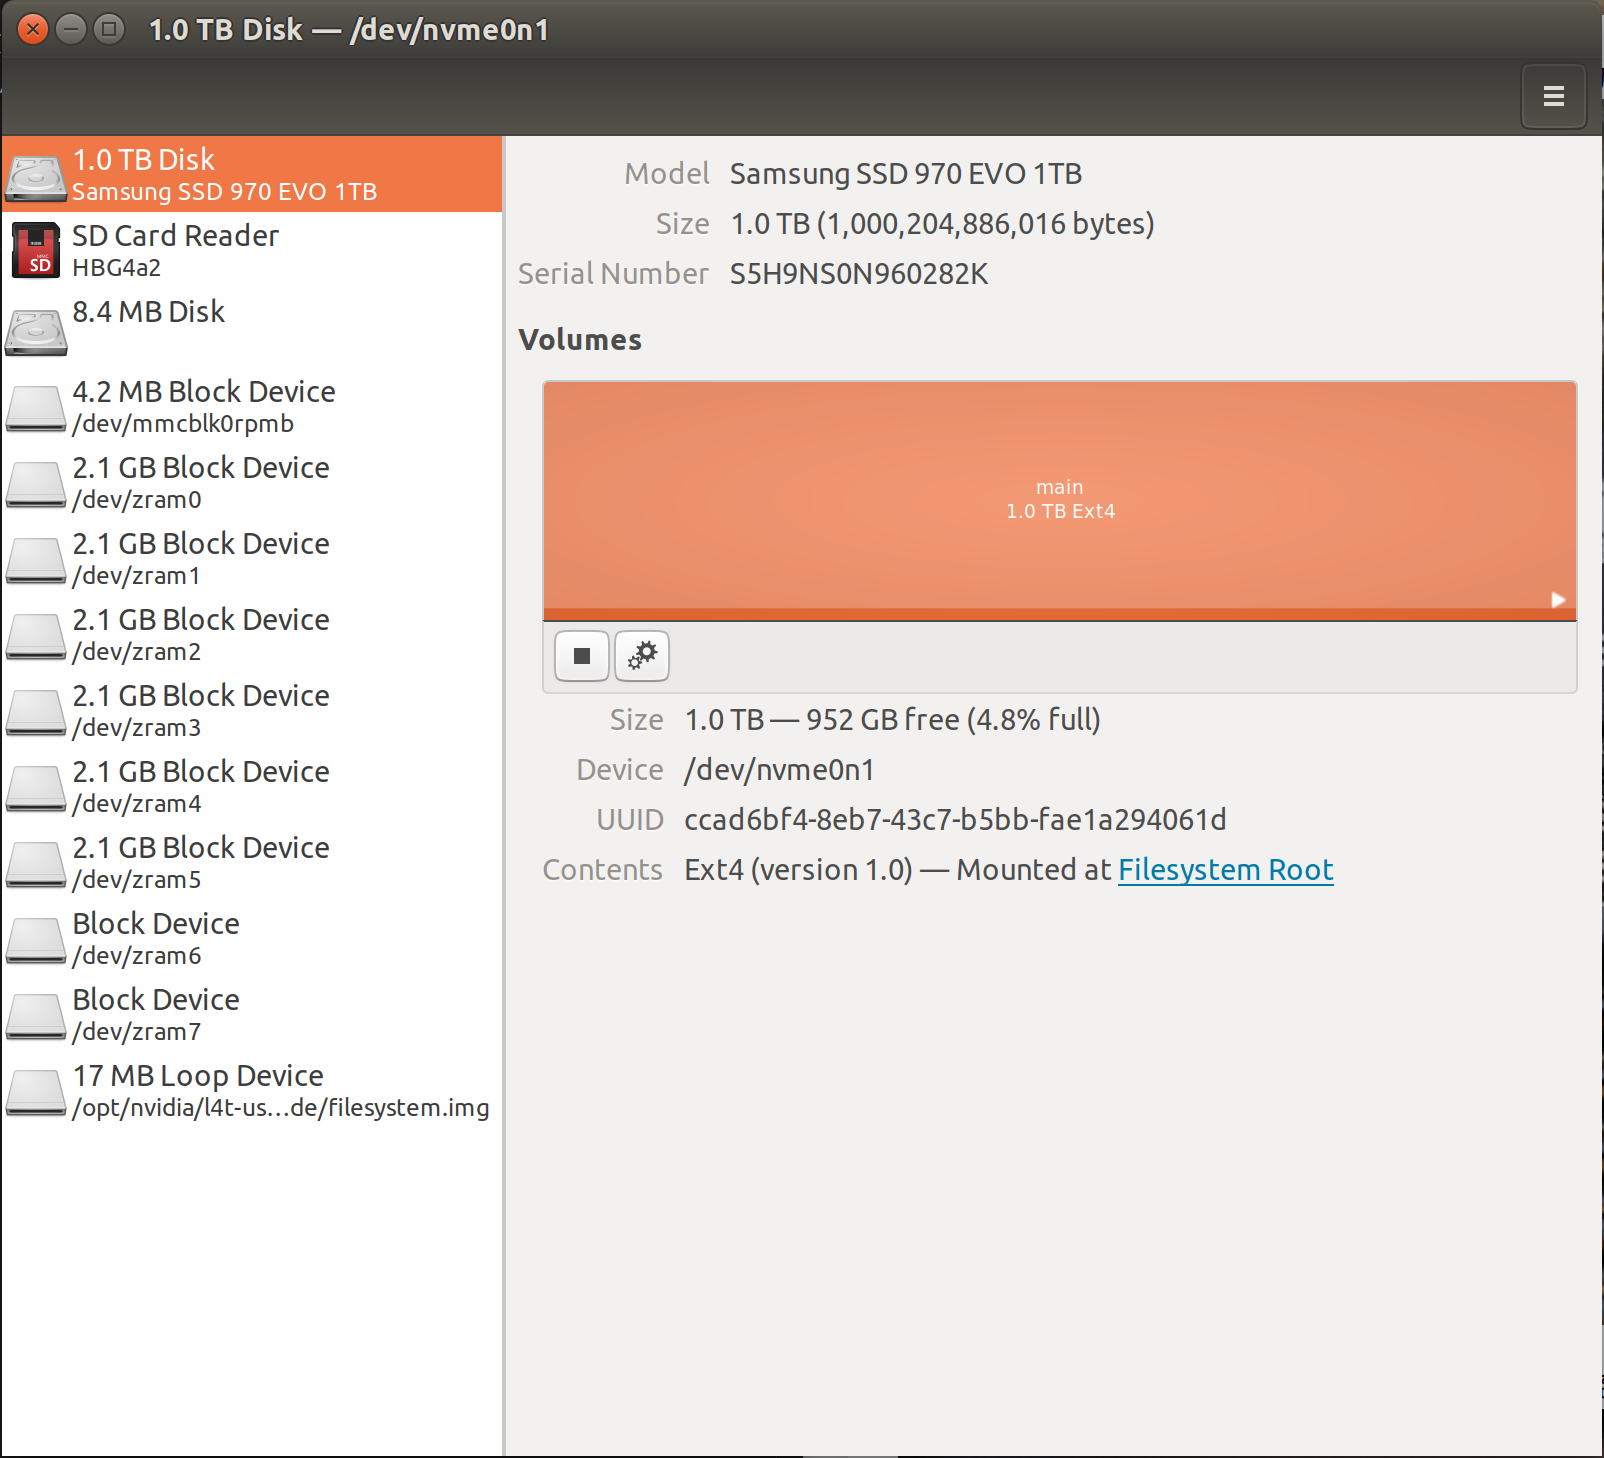 1.0 TB Disk — /dev/nvme0n1
1.0 TB Disk
Samsung SSD 970 EVO 1TB
SD Card Reader
HBG4a2
MMC
SD
8.4 MB Disk
4.2 MB Block Device
/dev/mmcblk0rpmb
2.1 GB Block Device
/dev/zram0
2.1 GB Block Device
/dev/zram1
2.1 GB Block Device
/dev/zram2
2.1 GB Block Device
/dev/zram3
2.1 GB Block Device
/dev/zram4
2.1 GB Block Device
/dev/zram5
Block Device
/dev/zram6
Block Device
/dev/zram7
17 MB Loop Device
/opt/nvidia/l4t-us…de/filesystem.img
Model Samsung SSD 970 EVO 1TB
Size 1.0 TB (1,000,204,886,016 bytes)
Serial Number S5H9NS0N960282K
Volumes
main
1.0 TB Ext4
Size 1.0 TB — 952 GB free (4.8% full)
Device /dev/nvme0n1
UUID ccad6bf4-8eb7-43c7-b5bb-fae1a294061d
Contents Ext4 (version 1.0) — Mounted at Filesystem Root